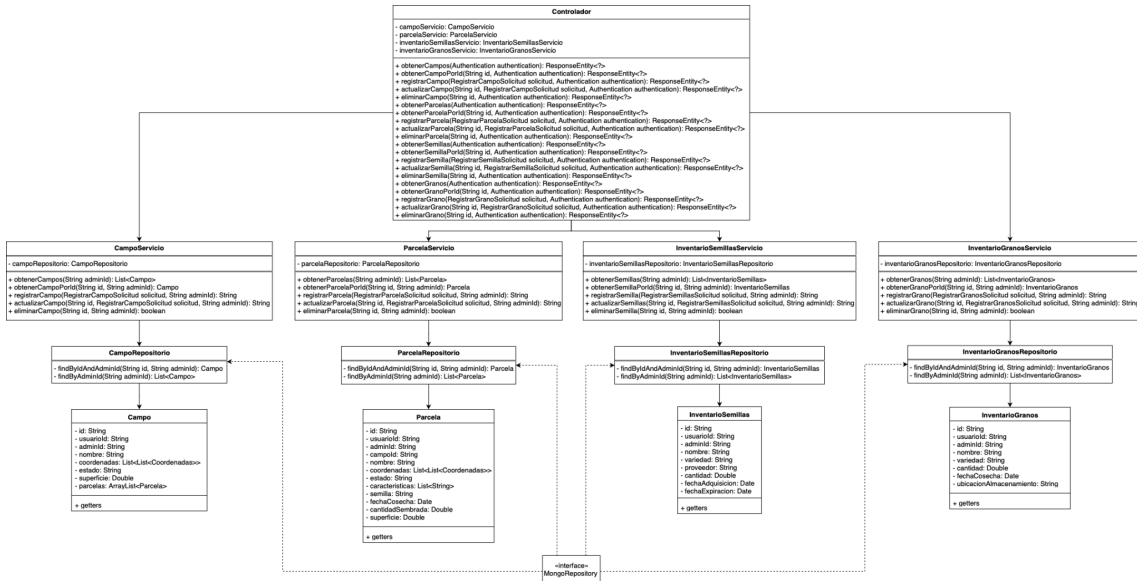 Controlador
- campoServicio: CampoServicio
- parcelaServicio: ParcelaServicio
- inventarioSemillasServicio: InventarioSemillasServicio
- inventarioGranosServicio: InventarioGranosServicio
+ obtenerCampos(Authentication authentication): ResponseEntity<?>
+ obtenerCampoPorId(String id, Authentication authentication): ResponseEntity<?>
+ registrarCampo(RegistrarCampoSolicitud solicitud, Authentication authentication): ResponseEntity<?>
+ actualizarCampo(String id, RegistrarCampoSolicitud solicitud, Authentication authentication): ResponseEntity<?>
+ eliminarCampo(String id, Authentication authentication): ResponseEntity<?>
+ obtenerParcelas(Authentication authentication): ResponseEntity<?>
+ obtenerParcelaPorId(String id, Authentication authentication): ResponseEntity<?>
+ registrarParcela(RegistrarParcelaSolicitud solicitud, Authentication authentication): ResponseEntity<?>
+ actualizarParcela(String id, RegistrarParcelaSolicitud solicitud, Authentication authentication): ResponseEntity<?>
+ eliminarParcela(String id, Authentication authentication): ResponseEntity<?>
+ obtenerSemillas(Authentication authentication): ResponseEntity<?>
+ obtenerSemillaPorId(String id, Authentication authentication): ResponseEntity<?>
+ registrarSemilla(RegistrarSemillaSolicitud solicitud, Authentication authentication): ResponseEntity<?>
+ actualizarSemilla(String id, RegistrarSemillaSolicitud solicitud, Authentication authentication): ResponseEntity<?>
+ eliminarSemilla(String id, Authentication authentication): ResponseEntity<?>
+ obtenerGranos(Authentication authentication): ResponseEntity<?>
+ obtenerGranoPorId(String id, Authentication authentication): ResponseEntity<?>
+ registrarGrano(RegistrarGranoSolicitud solicitud, Authentication authentication): ResponseEntity<?>
+ actualizarGrano(String id, RegistrarGranoSolicitud solicitud, Authentication authentication): ResponseEntity<?>
+ eliminarGrano(String id, Authentication authentication): ResponseEntity<?>
CampoServicio
- campoRepositorio: CampoRepositorio
+ obtenerCampos(String adminId): List<Campo>
+ obtenerCampoPorId(String id, String adminId): Campo
+ registrarCampo(RegistrarCampoSolicitud solicitud, String adminId): String
+ actualizarCampo(String id, RegistrarCampoSolicitud solicitud, String adminId): String
+ eliminarCampo(String id, String adminId): boolean
ParcelaServicio
- parcelaRepositorio: ParcelaRepositorio
+ obtenerParcelas(String adminId): List<Parcela>
+ obtenerParcelaPorId(String id, String adminId): Parcela
+ registrarParcela(RegistrarParcelaSolicitud solicitud, String adminId): String
+ actualizarParcela(String id, RegistrarParcelaSolicitud solicitud, String adminId): String
+ eliminarParcela(String id, String adminId): boolean
InventarioSemillasServicio
- inventarioSemillasRepositorio: InventarioSemillasRepositorio
+ obtenerSemillas(String adminId): List<InventarioSemillas>
+ obtenerSemillaPorId(String id, String adminId): InventarioSemillas
+ registrarSemilla(RegistrarSemillasSolicitud solicitud, String adminId): String
+ actualizarSemillas(String id, RegistrarSemillasSolicitud solicitud, String adminId): String
+ eliminarSemilla(String id, String adminId): boolean
InventarioGranosServicio
- inventarioGranosRepositorio: InventarioGranosRepositorio
+ obtenerGranos(String adminId): List<InventarioGranos>
+ obtenerGranoPorId(String id, String adminId): InventarioGranos
+ registrarGrano(RegistrarGranosSolicitud solicitud, String adminId): String
+ actualizarGrano(String id, RegistrarGranosSolicitud solicitud, String adminId): String
+ eliminarGrano(String id, String adminId): boolean
CampoRepositorio
- findByIdAndAdminId(String id, String adminId): Campo
- findByAdminId(String adminId): List<Campo>
ParcelaRepositorio
- findByIdAndAdminId(String id, String adminId): Parcela
- findByAdminId(String adminId): List<Parcela>
InventarioSemillasRepositorio
- findByIdAndAdminId(String id, String adminId): InventarioSemillas
- findByAdminId(String adminId): List<InventarioSemillas>
InventarioGranosRepositorio
- findByIdAndAdminId(String id, String adminId): InventarioGranos
- findByAdminId(String adminId): List<InventarioGranos>
Campo
- id: String
- usuarioId: String
- adminId: String
- nombre: String
- coordenadas: List<List<Coordenadas>>
- estado: String
- superficie: Double
- parcelas: ArrayList<Parcela>
+ getters
Parcela
- id: String
- usuarioId: String
- adminId: String
- campoId: String
- nombre: String
- coordenadas: List<List<Coordenadas>>
- estado: String
- caracteristicas: List<String>
- semilla: String
- fechaCosecha: Date
- cantidadSembrada: Double
- superficie: Double
+ getters
InventarioSemillas
- id: String
- usuarioId: String
- adminId: String
- nombre: String
- variedad: String
- proveedor: String
- cantidad: Double
- fechaAdquisicion: Date
- fechaExpiracion: Date
+ getters
InventarioGranos
- id: String
- usuarioId: String
- adminId: String
- nombre: String
- variedad: String
- cantidad: Double
- fechaCosecha: Date
- ubicacionAlmacenamiento: String
+ getters
«interface»
MongoRepository